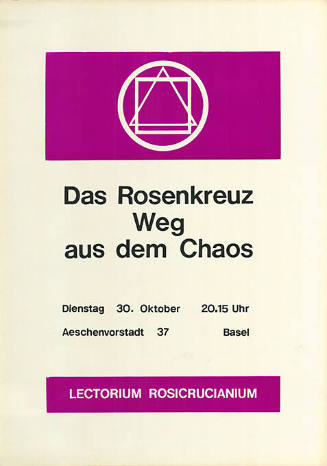 Das Rosenkreuz
Weg
aus dem Chaos
Dienstag 30. Oktober 20.15 Uhr
Aeschenvorstadt 37 Basel
LECTORIUM ROSICRUCIANUM